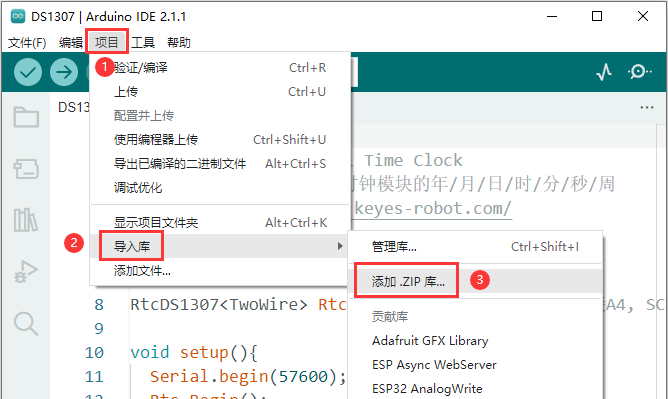 DS1307 | Arduino IDE 2.1.1
文件(F) 编辑 项目 工具 帮助
1
验证/编译 Ctrl+R
上传 Ctrl+U
配置并上传
使用编程器上传 Ctrl+Shift+U
导出已编译的二进制文件 Alt+Ctrl+S
调试优化
显示项目文件夹 Alt+Ctrl+K
2 导入库
添加文件...
DS1
Time Clock
钟模块的年/月/日/时/分/秒/周
keyes-robot.com/
管理库... Ctrl+Shift+I
添加 .ZIP 库... 3
贡献库
Adafruit GFX Library
ESP Async WebServer
ESP32 AnalogWrite
8 RtcDS1307<TwoWire> Rtc A4, SC
9
10 void setup(){
11 Serial.begin(57600);
Rtc.Begin();